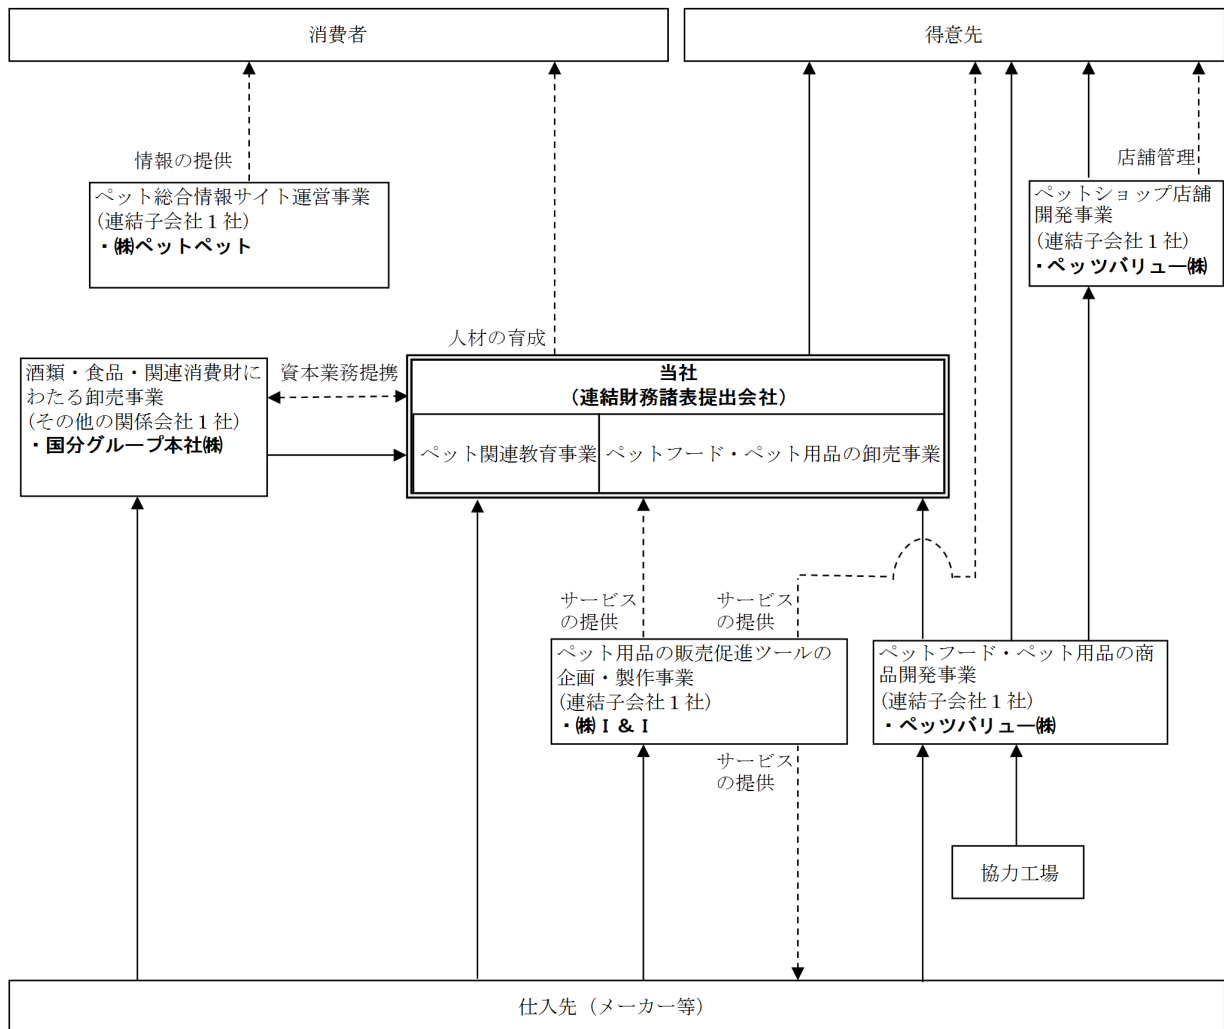 消費者
得意先
情報の提供
店舗管理
ペット総合情報サイト運営事業
(連結子会社１社)
・㈱ペットペット
ペットショップ店舗
開発事業
(連結子会社１社)
・ペッツバリュー㈱
人材の育成
酒類・食品・関連消費財に
わたる卸売事業
(その他の関係会社１社)
・国分グループ本社㈱
資本業務提携
当社
（連結財務諸表提出会社）
ペット関連教育事業
ペットフード・ペット用品の卸売事業
サービス
の提供
サービス
の提供
ペット用品の販売促進ツールの
企画・製作事業
(連結子会社１社)
・㈱Ｉ＆Ｉ
ペットフード・ペット用品の商
品開発事業
(連結子会社１社)
・ペッツバリュー㈱
サービス
の提供
協力工場
仕入先（メーカー等）